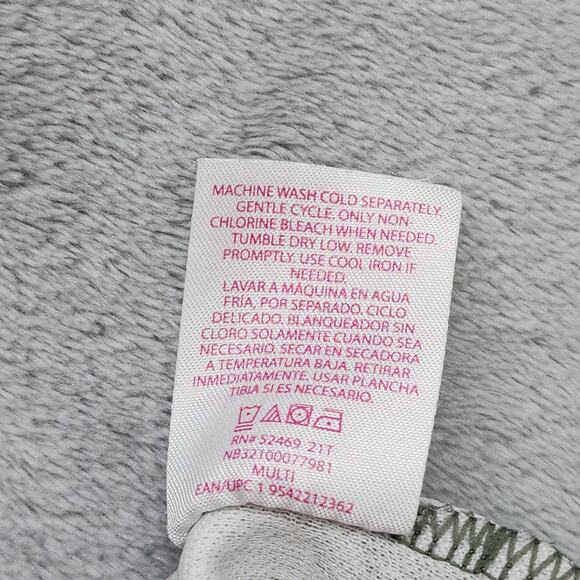 MACHINE WASH COLD SEPARATELY.
GENTLE CYCLE. ONLY NON-
CHLORINE BLEACH WHEN NEEDED.
TUMBLE DRY LOW. REMOVE
PROMPTLY. USE COOL IRON IF
NEEDED
LAVAR A MÁQUINA EN AGUA
FRÍA, POR SEPARADO. CICLO
DELICADO. BLANQUEADOR SIN
CLORO SOLAMENTE CUANDO SEA
NECESARIO. SECAR EN SECADORA
A TEMPERATURA BAJA. RETIRAR
INMEDIATAMENTE. USAR PLANCHA
TIBIA SI ES NECESARIO.
RN# 52469 21T
NB32100077981
MULTI
EAN/UPC 1 9542212362